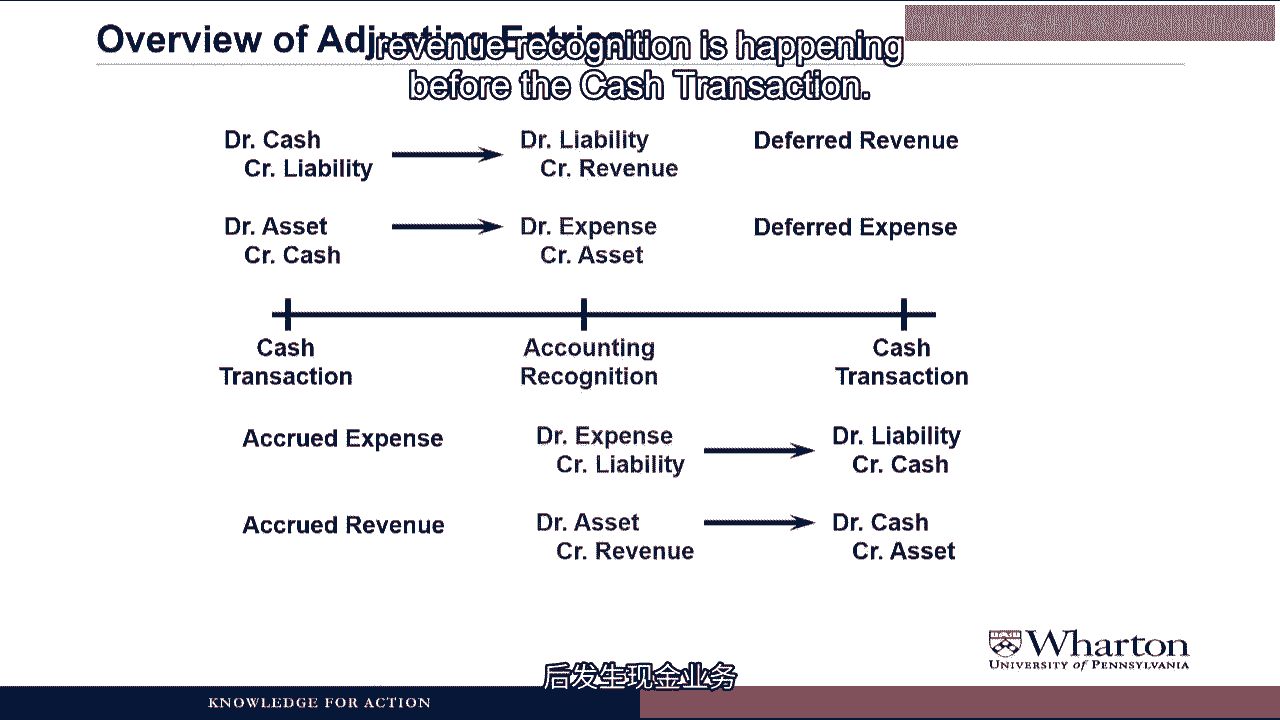 Overview of Adjusting Entries
revenue recognition is happening
before the Cash Transaction.
Dr. Cash
Cr. Liability
Dr. Liability
Cr. Revenue
Deferred Revenue
Dr. Asset
Cr. Cash
Dr. Expense
Cr. Asset
Deferred Expense
Cash
Transaction
Accounting
Recognition
Cash
Transaction
Accrued Expense
Dr. Expense
Cr. Liability
Dr. Liability
Cr. Cash
Accrued Revenue
Dr. Asset
Cr. Revenue
Dr. Cash
Cr. Asset
Wharton
UNIVERSITY of PENNSYLVANIA
后发生现金业务
KNOWLEDGE FOR ACTION